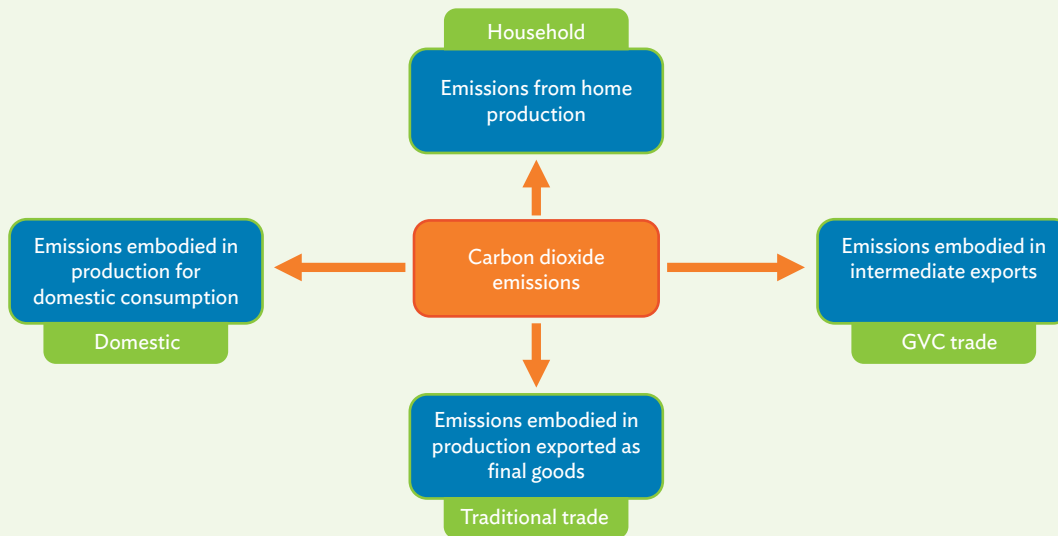 Household
Emissions from home
production
Emissions embodied in
production for
domestic consumption
Domestic
Carbon dioxide
emissions
Emissions embodied in
intermediate exports
GVC trade
Emissions embodied in
production exported as
final goods
Traditional trade